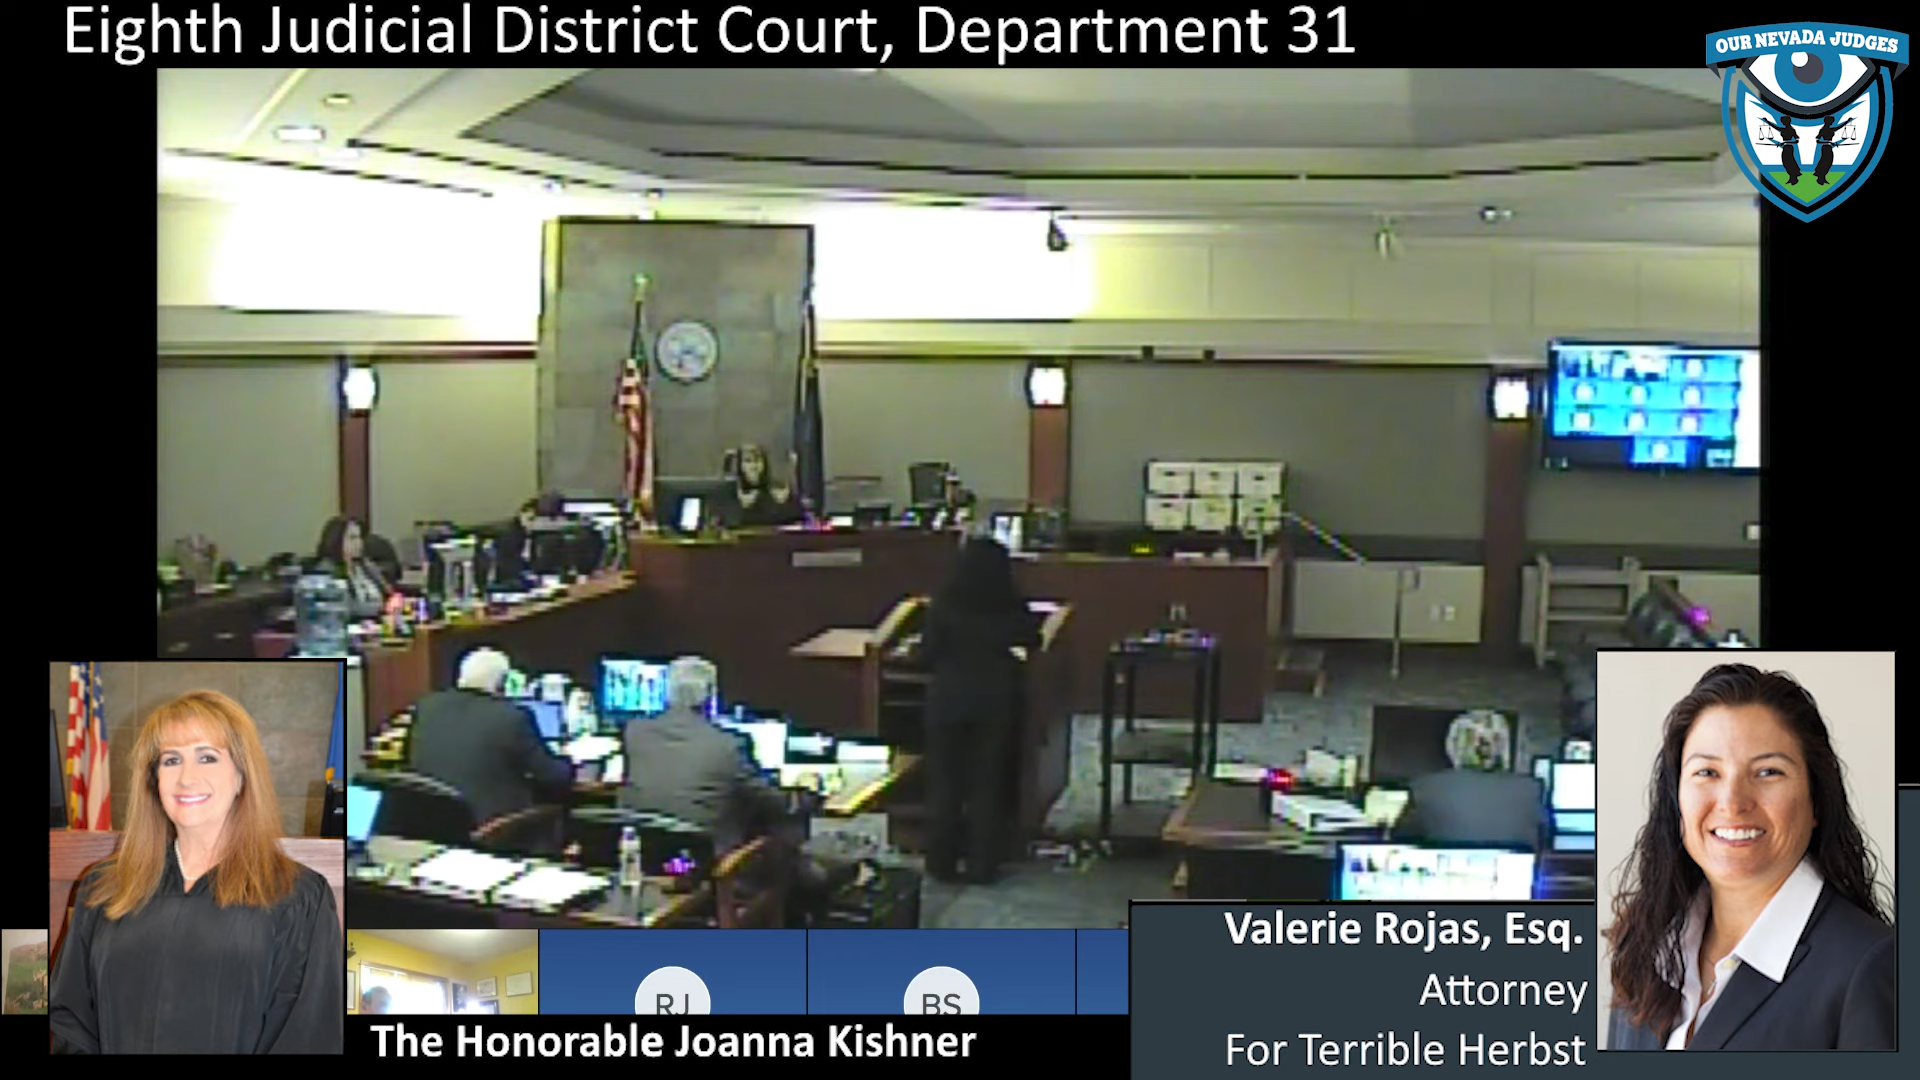 Eighth Judicial District Court, Department 31
OUR NEVADA JUDGES
RJ
BS
Valerie Rojas, Esq.
Attorney
For Terrible Herbst
The Honorable Joanna Kishner